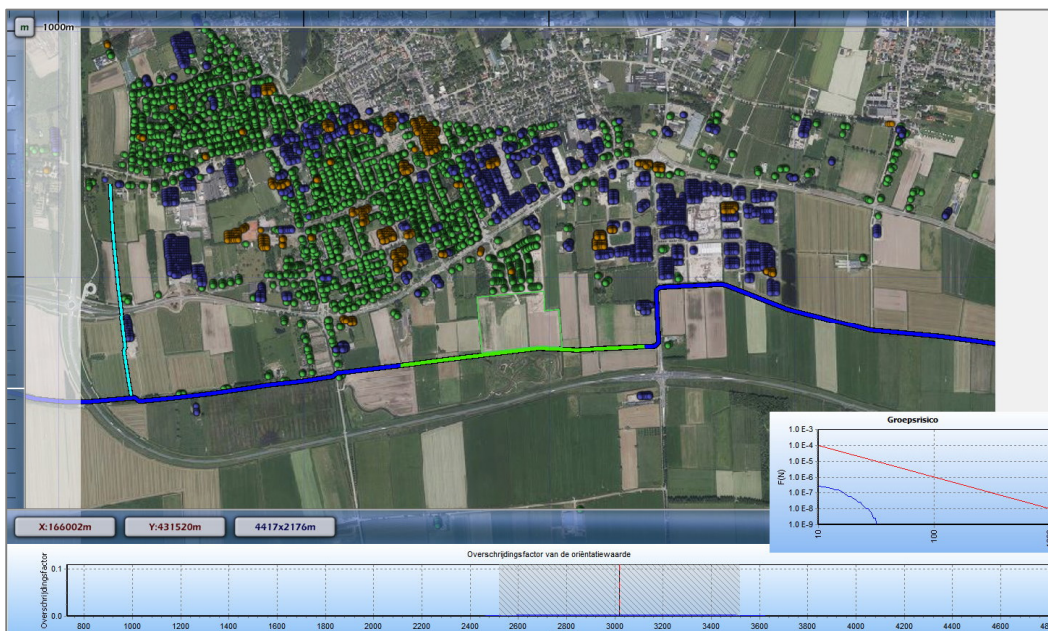 m
1000m
Groepsrisico
1.0 E-3
1.0 E-4
1.0 E-5
1.0 E-6
1.0 E-7
1.0 E-8
1.0 E-9
F(N)
10
100
X:166002m
Y:431520m
4417x2176m
Overschrijdingsfactor van de oriëntatiewaarde
Overschrijdingsfactor
0.1
0.0
800 1000 1200 1400 1600 1800 2000 2200 2400 2600 2800 3000 3200 3400 3600 3800 4000 4200 4400 4600